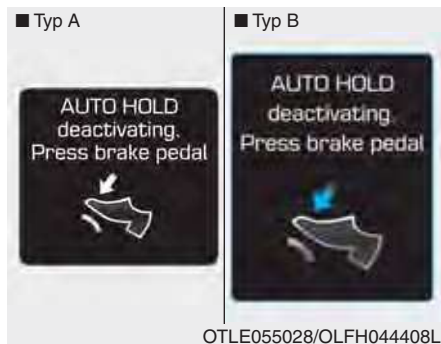 ■ Typ A
■ Typ B
AUTO HOLD
deactivating.
Press brake pedal
AUTO HOLD
deactivating.
Press brake pedal
OTLE055028/OLFH044408L